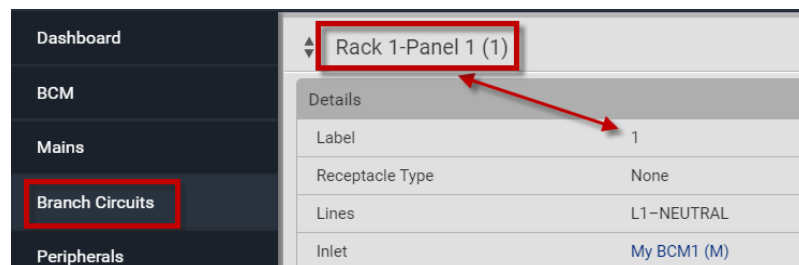 Dashboard
BCM
Mains
Branch Circuits
Peripherals
Rack 1-Panel 1 (1)
Details
Label 1
Receptacle Type None
Lines L1–NEUTRAL
Inlet My BCM1 (M)